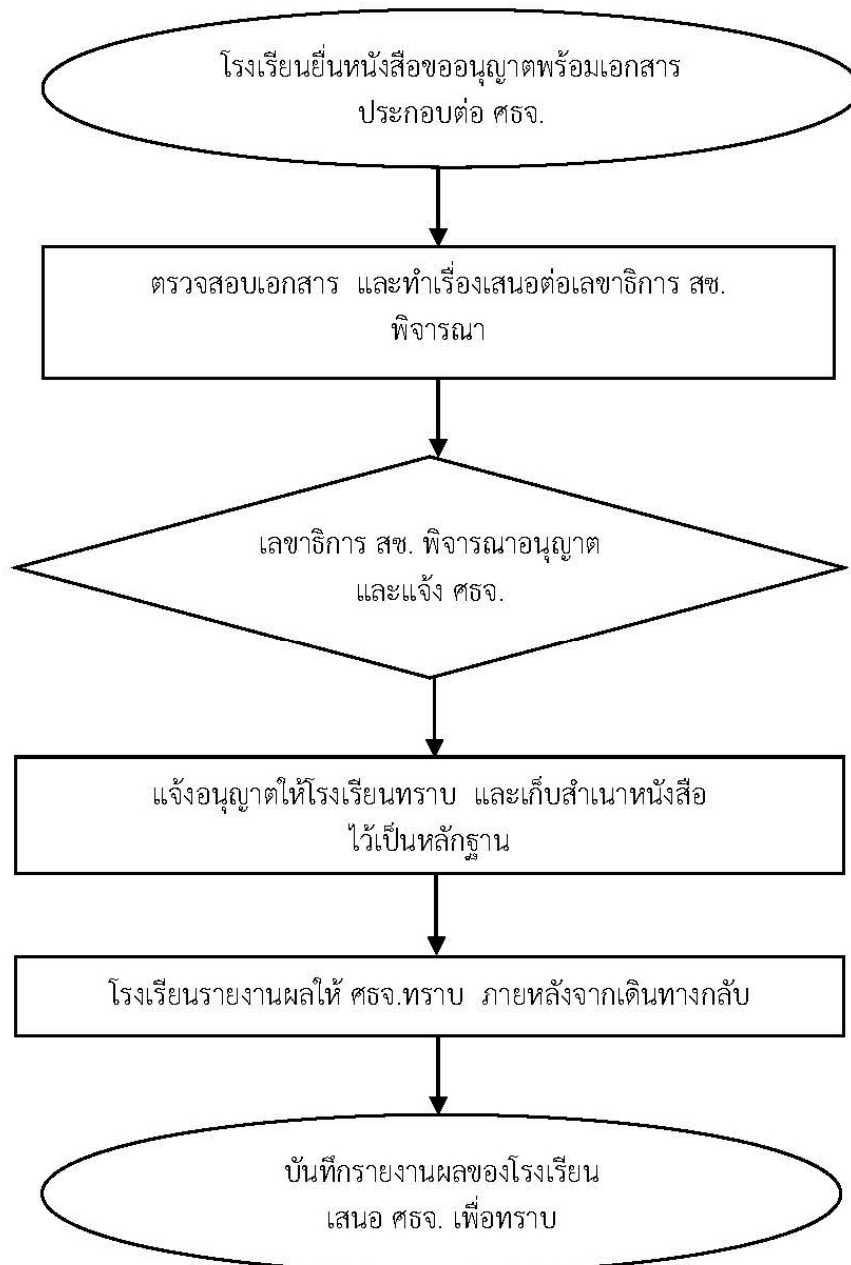 โรงเรียนยื่นหนังสือขออนุญาตพร้อมเอกสาร
ประกอบต่อ ศธจ.
ตรวจสอบเอกสาร และทำเรื่องเสนอต่อเลขาธิการ สช.
พิจารณา
เลขาธิการ สช. พิจารณาอนุญาต
และแจ้ง ศธจ.
แจ้งอนุญาตให้โรงเรียนทราบ และเก็บสำเนาหนังสือ
ไว้เป็นหลักฐาน
โรงเรียนรายงานผลให้ ศธจ.ทราบ ภายหลังจากเดินทางกลับ
บันทึกรายงานผลของโรงเรียน
เสนอ ศธจ. เพื่อทราบ